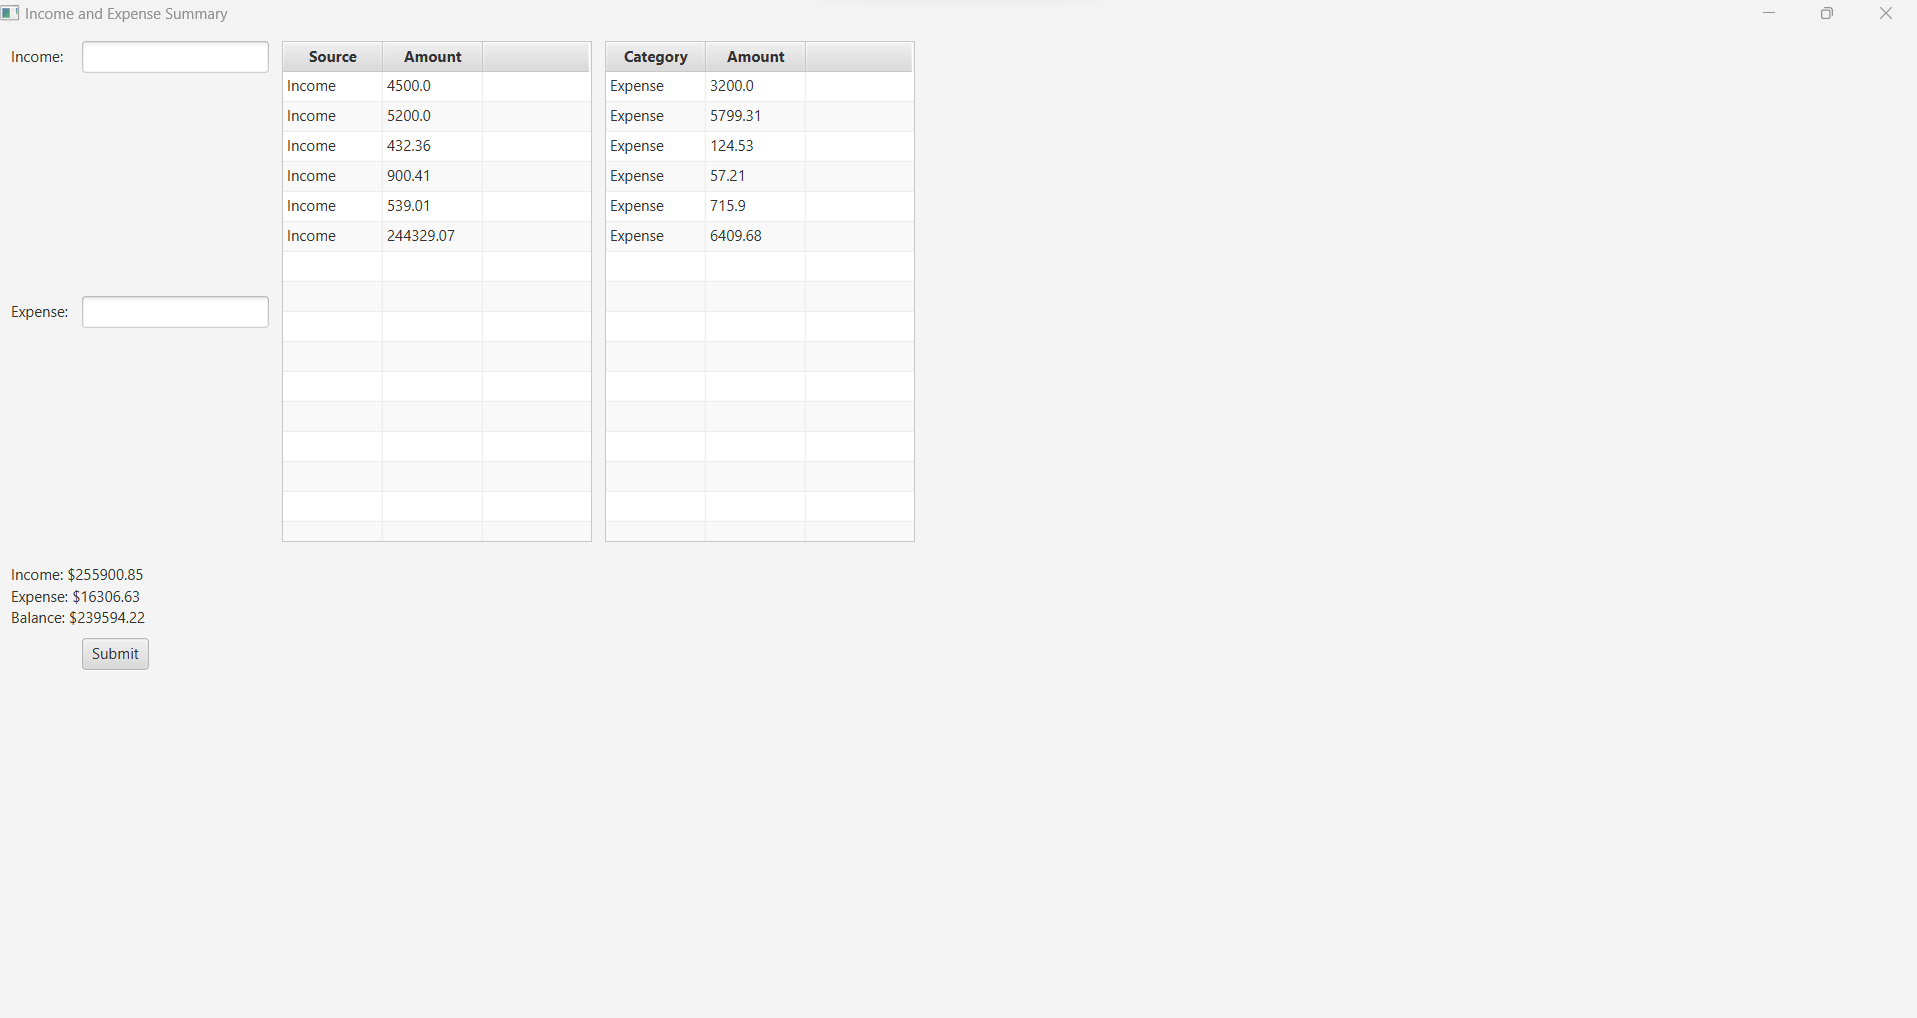 Income and Expense Summary
Income:
Source Amount
Income 4500.0
Income 5200.0
Income 432.36
Income 900.41
Income 539.01
Income 244329.07
Category Amount
Expense 3200.0
Expense 5799.31
Expense 124.53
Expense 57.21
Expense 715.9
Expense 6409.68
Expense:
Income: $255900.85
Expense: $16306.63
Balance: $239594.22
Submit